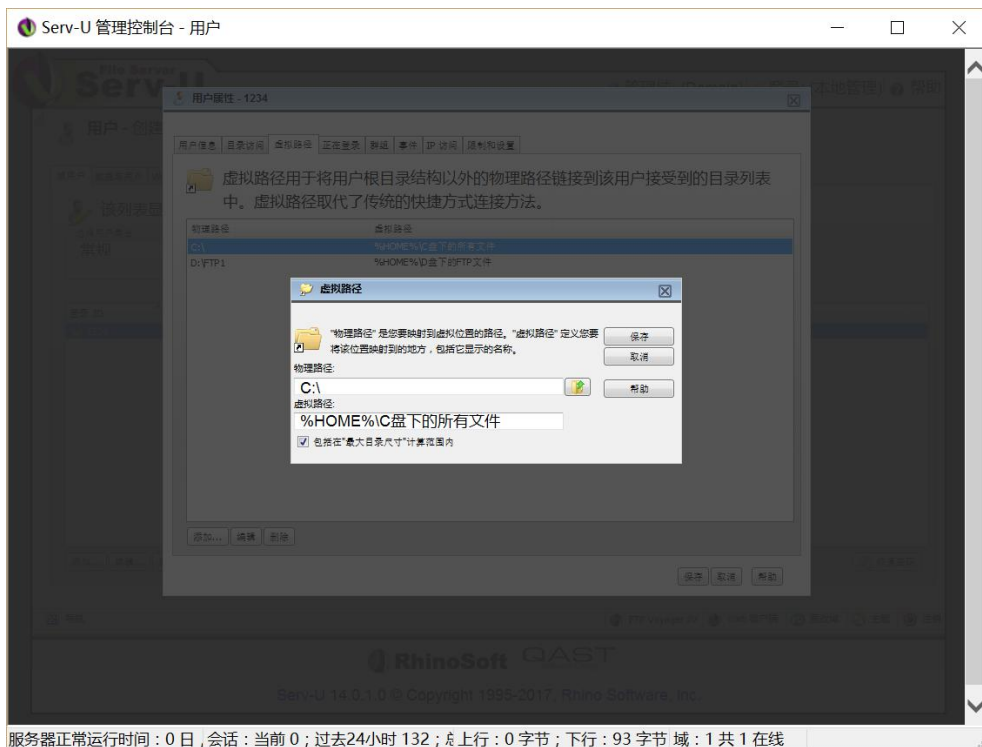 Serv-U 管理控制台 - 用户
File Server
Serv-U
帮助
用户属性 - 1234
用户信息 目录访问 虚拟路径 正在登录 群组 事件 IP 访问 限制和设置
虚拟路径用于将用户根目录结构以外的物理路径链接到该用户接受到的目录列表
中。虚拟路径取代了传统的快捷方式连接方法。
物理路径 虚拟路径
C:\ %HOME%\C盘下的所有文件
D:\FTP1 %HOME%\D盘下的FTP文件
虚拟路径
"物理路径" 是您要映射到虚拟位置的路径。"虚拟路径" 定义您要
将该位置映射到的地方，包括它显示的名称。
保存
取消
物理路径:
C:\
帮助
虚拟路径:
%HOME%\C盘下的所有文件
包括在"最大目录尺寸"计算范围内
添加... 编辑 删除
保存 取消 帮助
RhinoSoft QAST
Serv-U 14.0.1.0 © Copyright 1995-2017, Rhino Software, Inc.
服务器正常运行时间：0 日 , 会话：当前 0；过去24小时 132； 上行：0 字节；下行：93 字节 域：1 共 1 在线